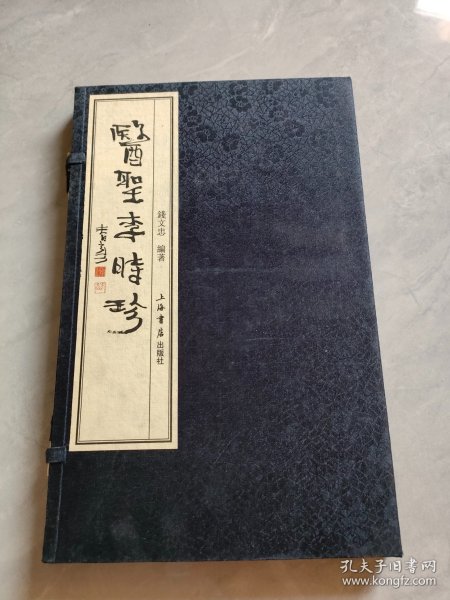 醫聖李時珍
錢文忠 編著
上海書店出版社
孔夫子旧书网
www.kongfz.com